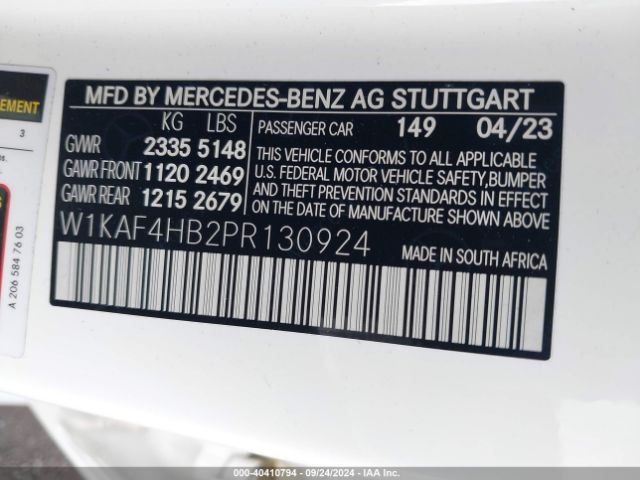 EMENT
3
ns.
A 206 584 76 03
MFD BY MERCEDES-BENZ AG STUTTGART
KG LBS
GVWR 2335 5148
GAWR FRONT 1120 2469
GAWR REAR 1215 2679
PASSENGER CAR 149 04/23
THIS VEHICLE CONFORMS TO ALL APPLICABLE
U.S. FEDERAL MOTOR VEHICLE SAFETY,BUMPER
AND THEFT PREVENTION STANDARDS IN EFFECT
ON THE DATE OF MANUFACTURE SHOWN ABOVE
W1KAF4HB2PR130924
MADE IN SOUTH AFRICA
000-40410794 - 09/24/2024 - IAA Inc.